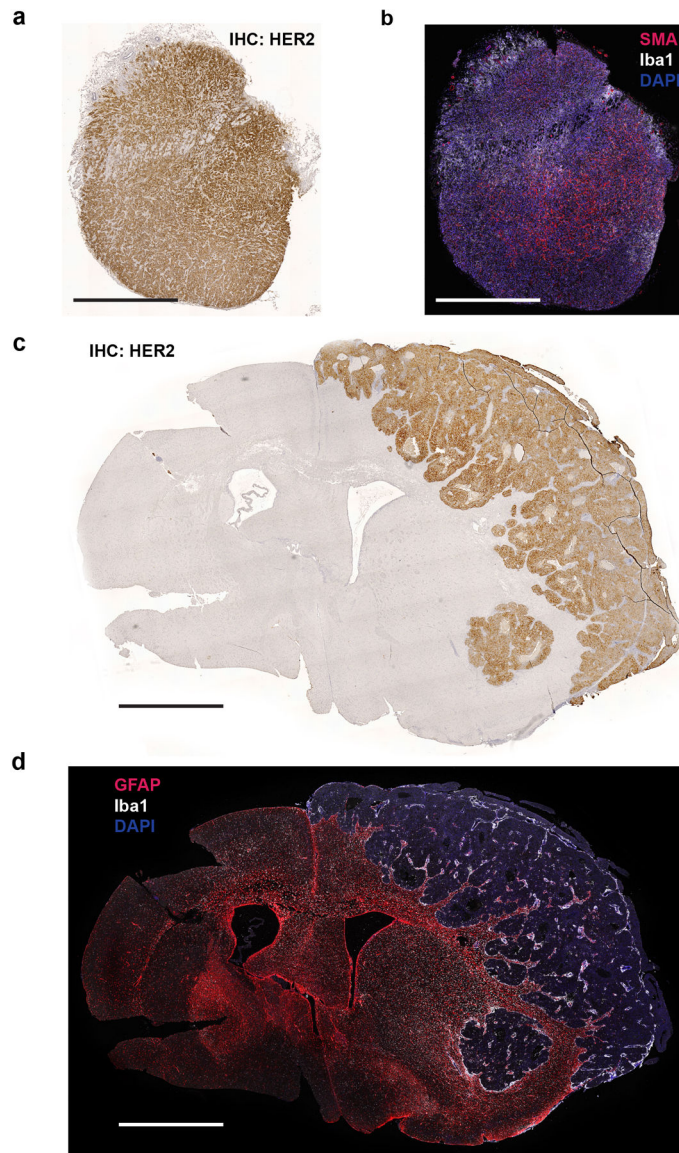 a
IHC: HER2
b
SMA
Iba1
DAPI
c
IHC: HER2
d
GFAP
Iba1
DAPI